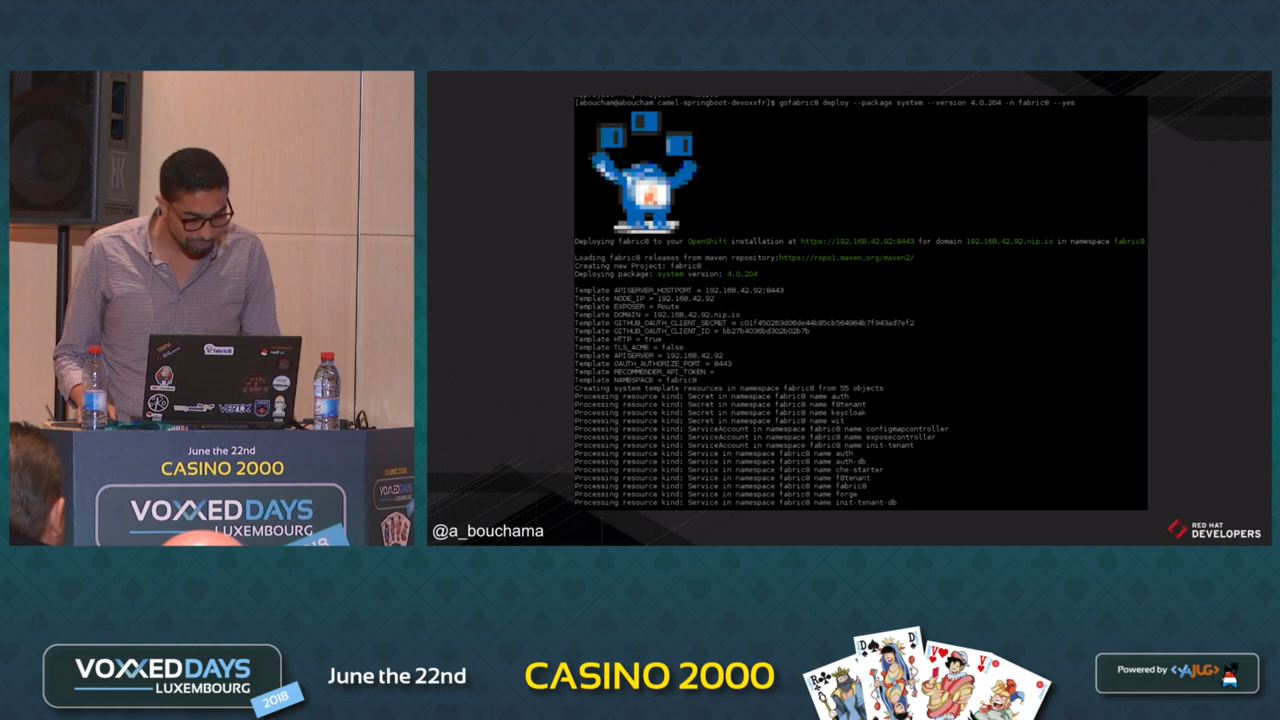 [aboucham@aboucham camel-springboot-devoxxfr]$ gofabric8 deploy --package system --version 4.0.204 -n fabric8 --yes
Deploying fabric8 to your OpenShift installation at https://192.168.42.92:8443 for domain 192.168.42.92.nip.io in namespace fabric8
Loading fabric8 releases from maven repository:https://repo1.maven.org/maven2/
Creating new Project: fabric8
Deploying package: system version: 4.0.204
Template APISERVER_HOSTPORT = 192.168.42.92:8443
Template NODE_IP = 192.168.42.92
Template EXPOSER = Route
Template DOMAIN = 192.168.42.92.nip.io
Template GITHUB_OAUTH_CLIENT_SECRET =
Template GITHUB_OAUTH_CLIENT_ID =
Template HTTP = true
Template TLS_ACME = false
Template APISERVER = 192.168.42.92
Template OAUTH_AUTHORIZE_PORT = 8443
Template RECOMMENDER_API_TOKEN =
Template NAMESPACE = fabric8
Creating system template resources in namespace fabric8 from 55 objects
Processing resource kind: Secret in namespace fabric8 name auth
Processing resource kind: Secret in namespace fabric8 name f8tenant
Processing resource kind: Secret in namespace fabric8 name keycloak
Processing resource kind: Secret in namespace fabric8 name wit
Processing resource kind: ServiceAccount in namespace fabric8 name configmapcontroller
Processing resource kind: ServiceAccount in namespace fabric8 name exposecontroller
Processing resource kind: ServiceAccount in namespace fabric8 name init-tenant
Processing resource kind: Service in namespace fabric8 name auth
Processing resource kind: Service in namespace fabric8 name auth-db
Processing resource kind: Service in namespace fabric8 name che-starter
Processing resource kind: Service in namespace fabric8 name f8tenant
Processing resource kind: Service in namespace fabric8 name fabric8
Processing resource kind: Service in namespace fabric8 name forge
Processing resource kind: Service in namespace fabric8 name init-tenant-db
@a_bouchama
RED HAT
DEVELOPERS
fabric8
redhat
VERT.X
June the 22nd
CASINO 2000
VOXXED DAYS
LUXEMBOURG
2018
CASINO 2000
VOXXED DAYS
VOXXED DAYS
LUXEMBOURG
2018
June the 22nd
CASINO 2000
R
D
D
V
V
Powered by <YAJUG>